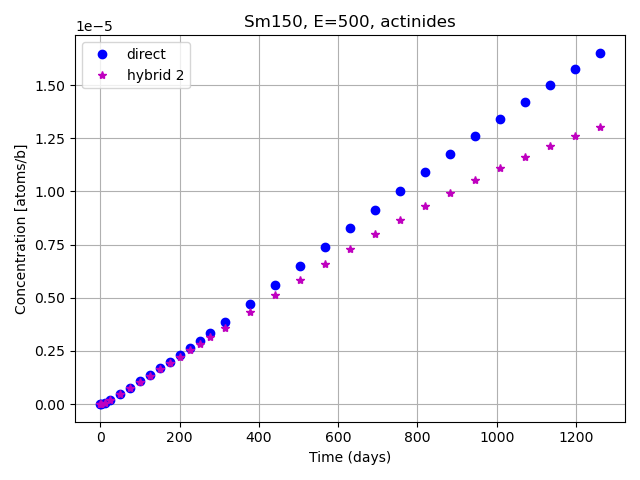 Sm150, E=500, actinides
1e−5
direct
hybrid 2
1.50
1.25
1.00
0.75
0.50
0.25
0.00
Concentration [atoms/b]
0 200 400 600 800 1000 1200
Time (days)